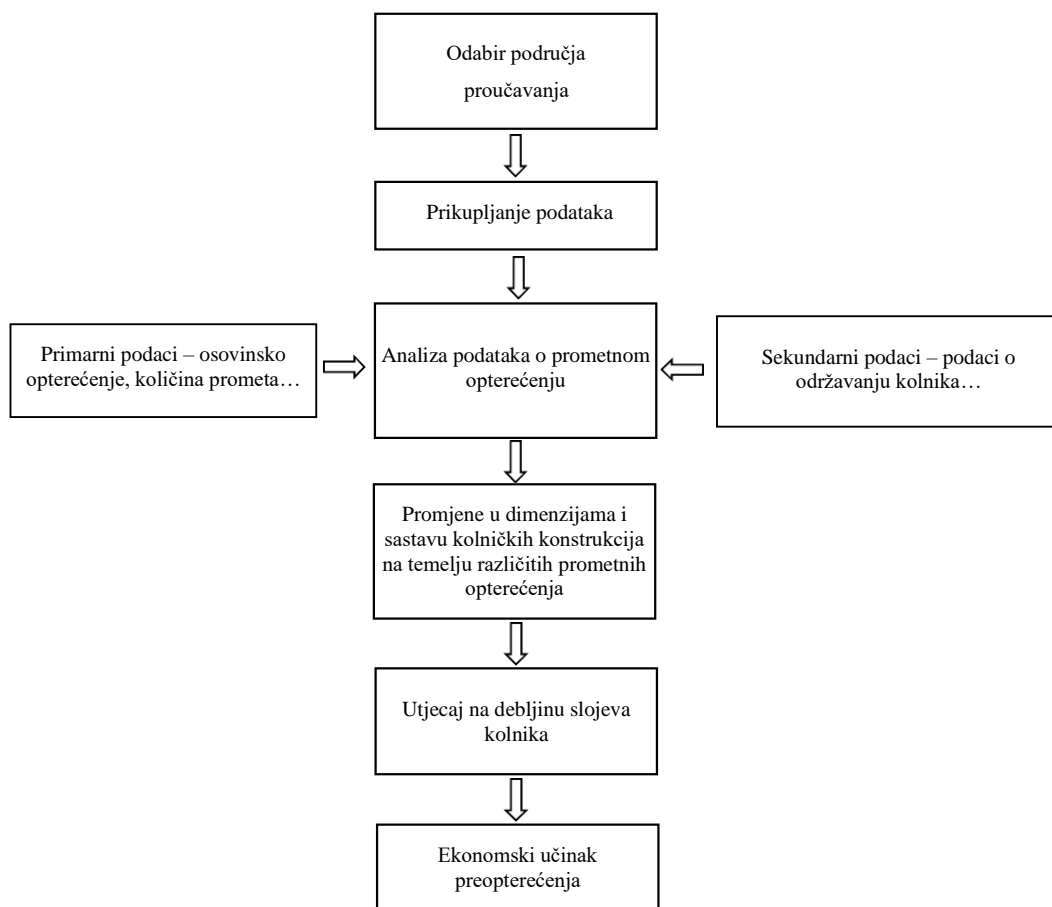 Odabir područja
proučavanja
Prikupljanje podataka
Primarni podaci – osovinsko
opterećenje, količina prometa…
Analiza podataka o prometnom
opterećenju
Sekundarni podaci – podaci o
održavanju kolnika…
Promjene u dimenzijama i
sastavu kolničkih konstrukcija
na temelju različitih prometnih
opterećenja
Utjecaj na debljinu slojeva
kolnika
Ekonomski učinak
preopterećenja